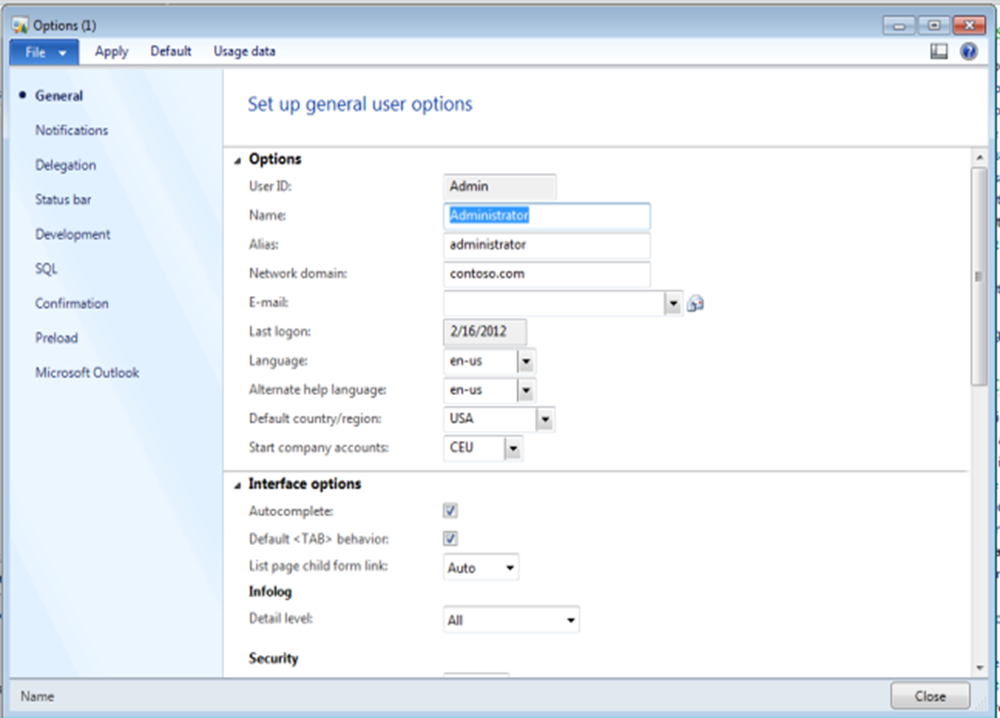 Options (1)
File Apply Default Usage data
General
Notifications
Delegation
Status bar
Development
SQL
Confirmation
Preload
Microsoft Outlook
Set up general user options
Options
User ID: Admin
Name: Administrator
Alias: administrator
Network domain: contoso.com
E-mail:
Last logon: 2/16/2012
Language: en-us
Alternate help language: en-us
Default country/region: USA
Start company accounts: CEU
Interface options
Autocomplete:
Default <TAB> behavior:
List page child form link: Auto
Infolog
Detail level: All
Security
Name Close